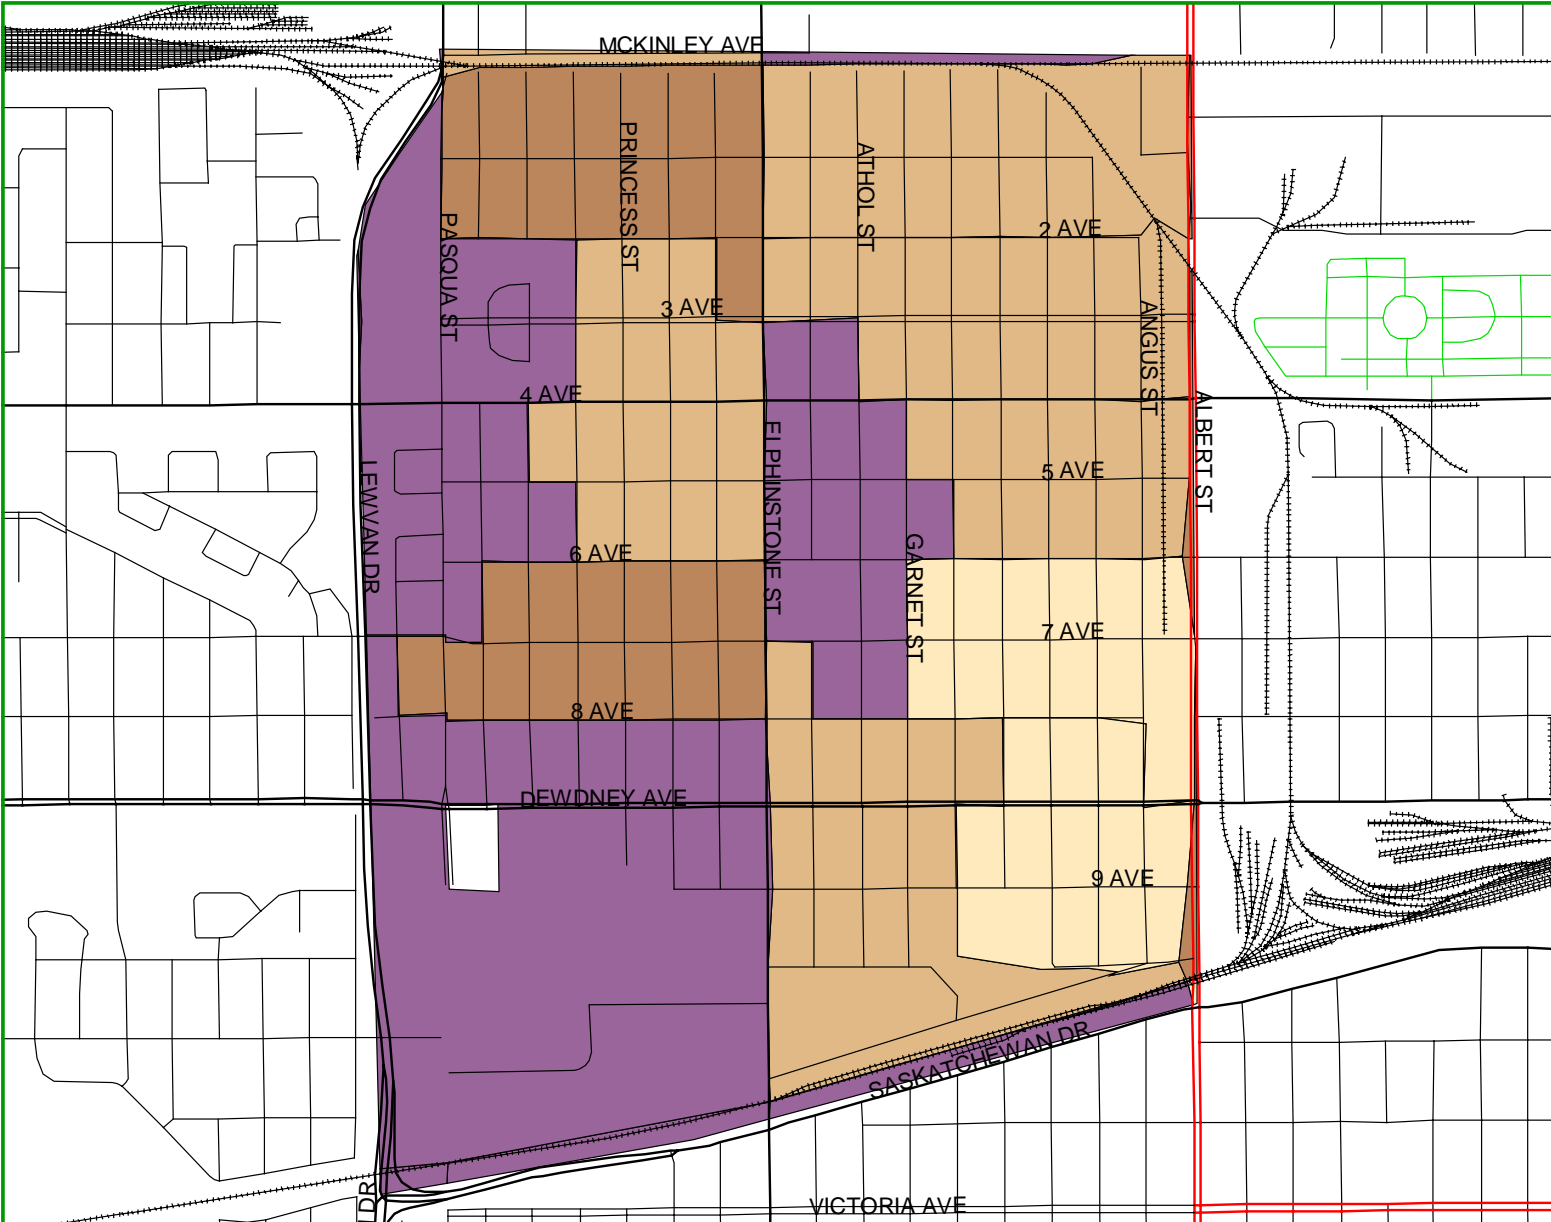 MCKINLEY AVE
PRINCESS ST
ATHOL ST
PASQUA ST
2 AVE
3 AVE
ANGUS ST
4 AVE
ALBERT ST
ELPHINSTONE ST
LEWVAN DR
5 AVE
6 AVE
GARNET ST
7 AVE
8 AVE
DEWDNEY AVE
9 AVE
SASKATCHEWAN DR
DR
VICTORIA AVE